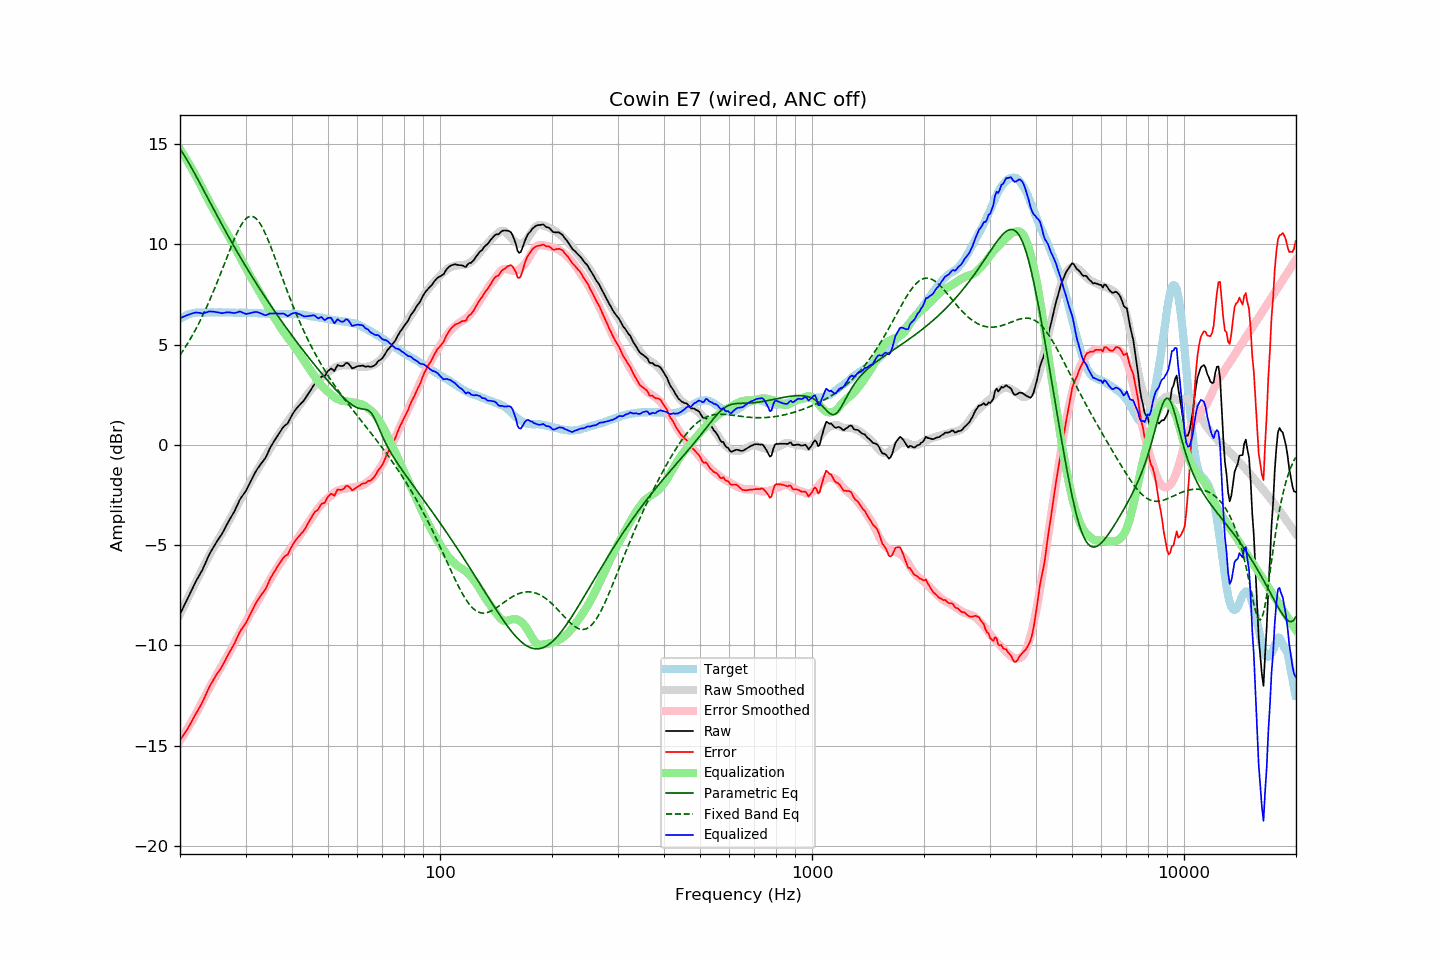 Cowin E7 (wired, ANC off)
Amplitude (dBr)
15
10
5
0
−5
−10
−15
−20
Target
Raw Smoothed
Error Smoothed
Raw
Error
Equalization
Parametric Eq
Fixed Band Eq
Equalized
100
1000
10000
Frequency (Hz)